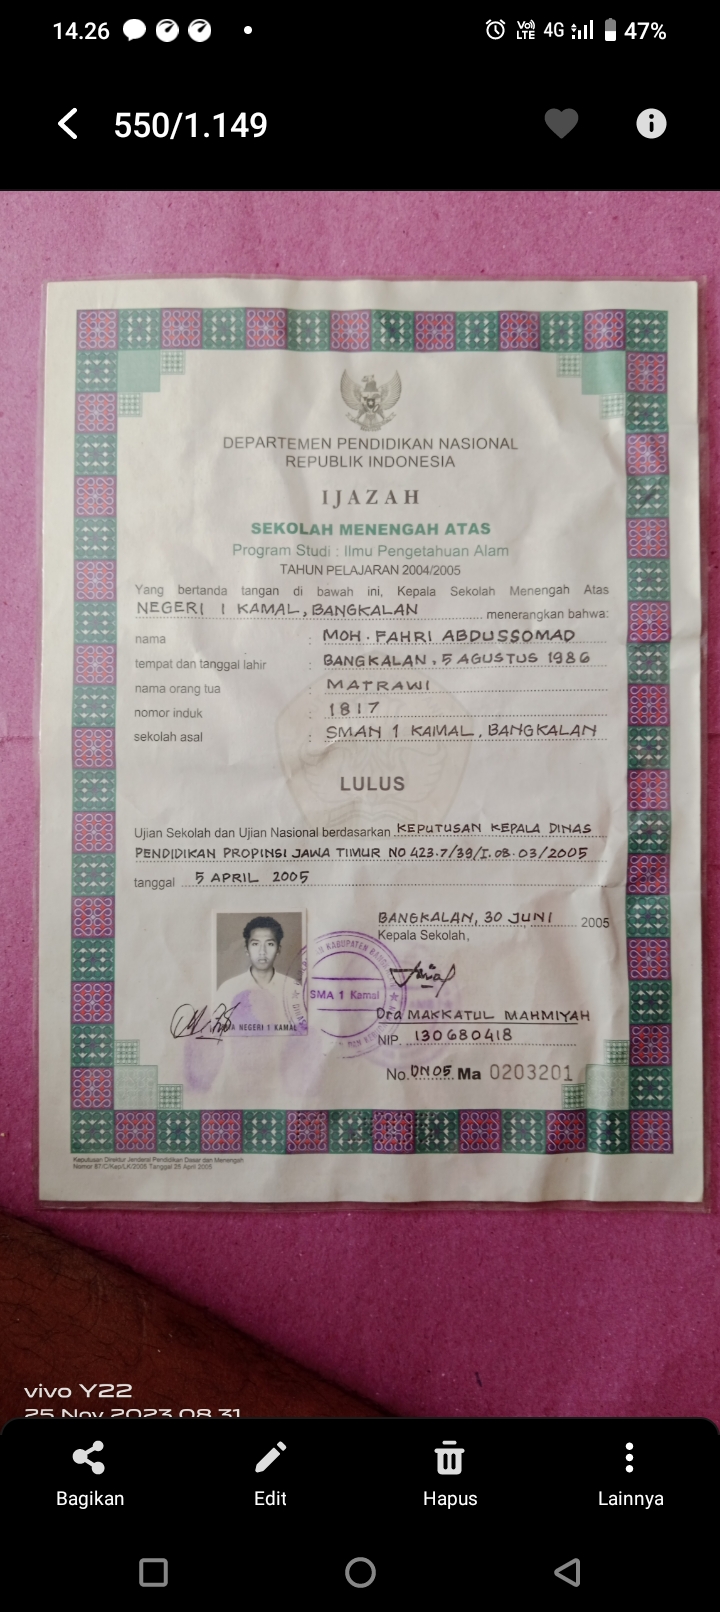 14.26
Vo)) LTE 4G 47%
550/1.149
DEPARTEMEN PENDIDIKAN NASIONAL
REPUBLIK INDONESIA
IJAZAH
SEKOLAH MENENGAH ATAS
Program Studi : Ilmu Pengetahuan Alam
TAHUN PELAJARAN 2004/2005
Yang bertanda tangan di bawah ini, Kepala Sekolah Menengah Atas
NEGERI 1 KAMAL, BANGKALAN menerangkan bahwa:
nama : MOH. FAHRI ABDUSSOMAD
tempat dan tanggal lahir : BANGKALAN, 5 AGUSTUS 1986
nama orang tua : MATRAWI
nomor induk : 1817
sekolah asal : SMAN 1 KAMAL, BANGKALAN
LULUS
Ujian Sekolah dan Ujian Nasional berdasarkan KEPUTUSAN KEPALA DINAS
PENDIDIKAN PROPINSI JAWA TIMUR NO 423.7/39/I.08.03/2005
tanggal 5 APRIL 2005
BANGKALAN, 30 JUNI 2005
Kepala Sekolah,
KABUPATEN
SMA 1 Kamal
NEGERI 1 KAMAL
Dra MAKKATUL MAHMIYAH
NIP. 130680418
No. DN 05 Ma 0203201
Keputusan Direktur Jenderal Pendidikan Dasar dan Menengah
Nomor 87/C/Kep/LK/2005 Tanggal 25 April 2005
vivo Y22
25 Nov 2023 08.31
Bagikan Edit Hapus Lainnya